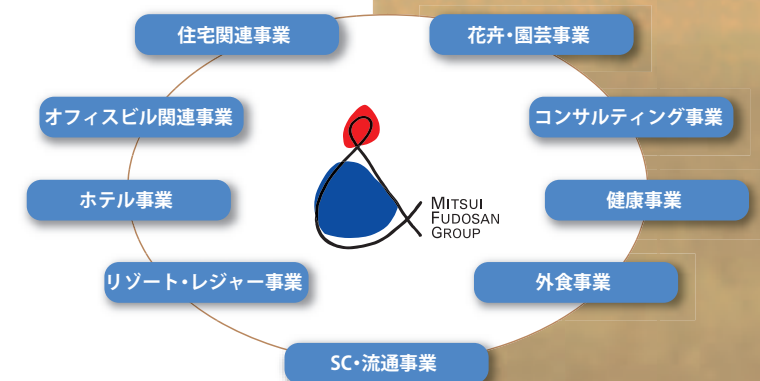 住宅関連事業
花卉・園芸事業
オフィスビル関連事業
コンサルティング事業
MITSUI
FUDOSAN
GROUP
ホテル事業
健康事業
リゾート・レジャー事業
外食事業
SC・流通事業